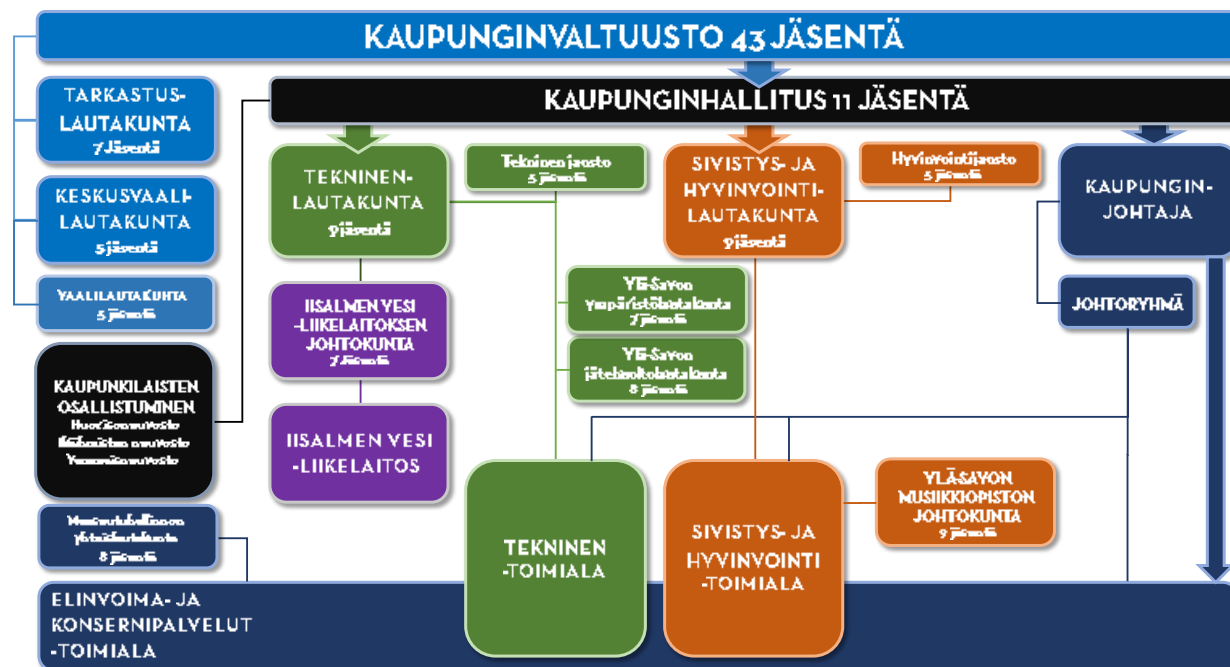 KAUPUNGINVALTUUSTO 43 JÄSENTÄ
KAUPUNGINHALLITUS 11 JÄSENTÄ
TARKASTUS-
LAUTAKUNTA
7 Jäsentä
KESKUSVAALI-
LAUTAKUNTA
5 jäsentä
VAALILAUTAKUNTA
5 jäsentä
KAUPUNKILAISTEN
OSALLISTUMINEN
Nuorisoneuvosto
Vammaisneuvosto
8 jäsentä
TEKNINEN-
LAUTAKUNTA
9 jäsentä
Tekninen jaosto
5 jäsentä
IISALMEN VESI
-LIIKELAITOKSEN
JOHTOKUNTA
7 Jäsentä
IISALMEN VESI
-LIIKELAITOS
Ylä-Savon
ympäristölautakunta
7 jäsentä
Ylä-Savon
jätehuoltolautakunta
8 jäsentä
SIVISTYS- JA
HYVINVOINTI-
LAUTAKUNTA
9 jäsentä
Hyvinvointijaosto
5 jäsentä
KAUPUNGIN-
JOHTAJA
JOHTORYHMÄ
YLÄ-SAVON
MUSIIKKIOPISTON
JOHTOKUNTA
9 jäsentä
TEKNINEN
-TOIMIALA
SIVISTYS- JA
HYVINVOINTI
-TOIMIALA
ELINVOIMA- JA
KONSERNIPALVELUT
-TOIMIALA